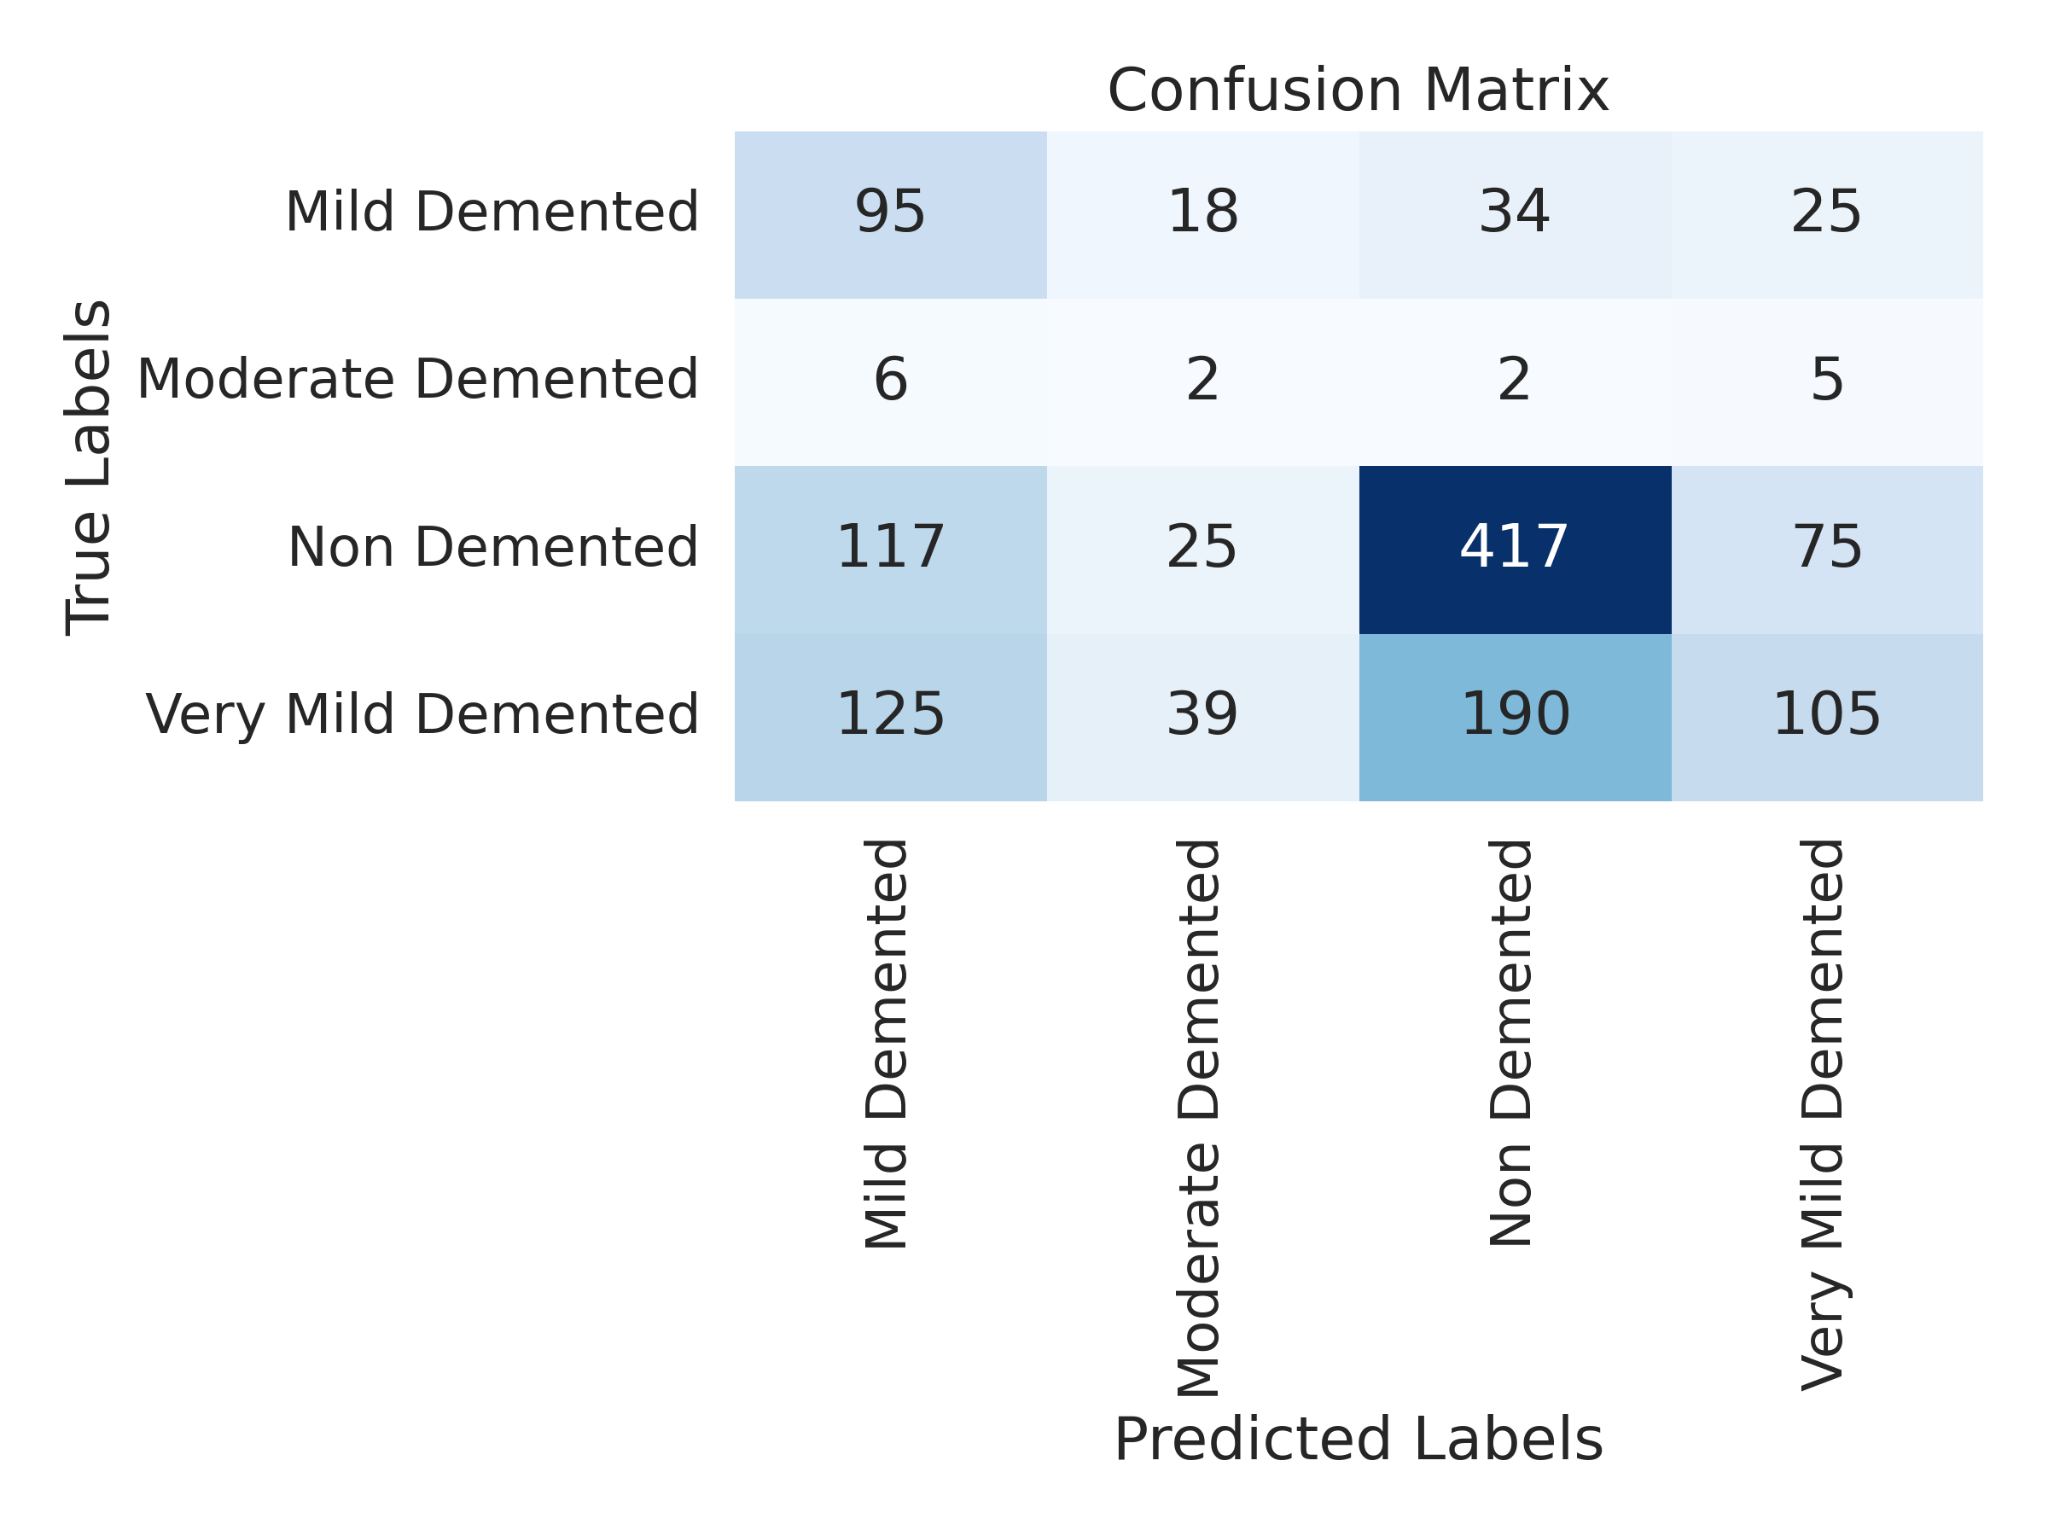 Confusion Matrix
True Labels
Mild Demented 95 18 34 25
Moderate Demented 6 2 2 5
Non Demented 117 25 417 75
Very Mild Demented 125 39 190 105
Mild Demented
Moderate Demented
Non Demented
Very Mild Demented
Predicted Labels